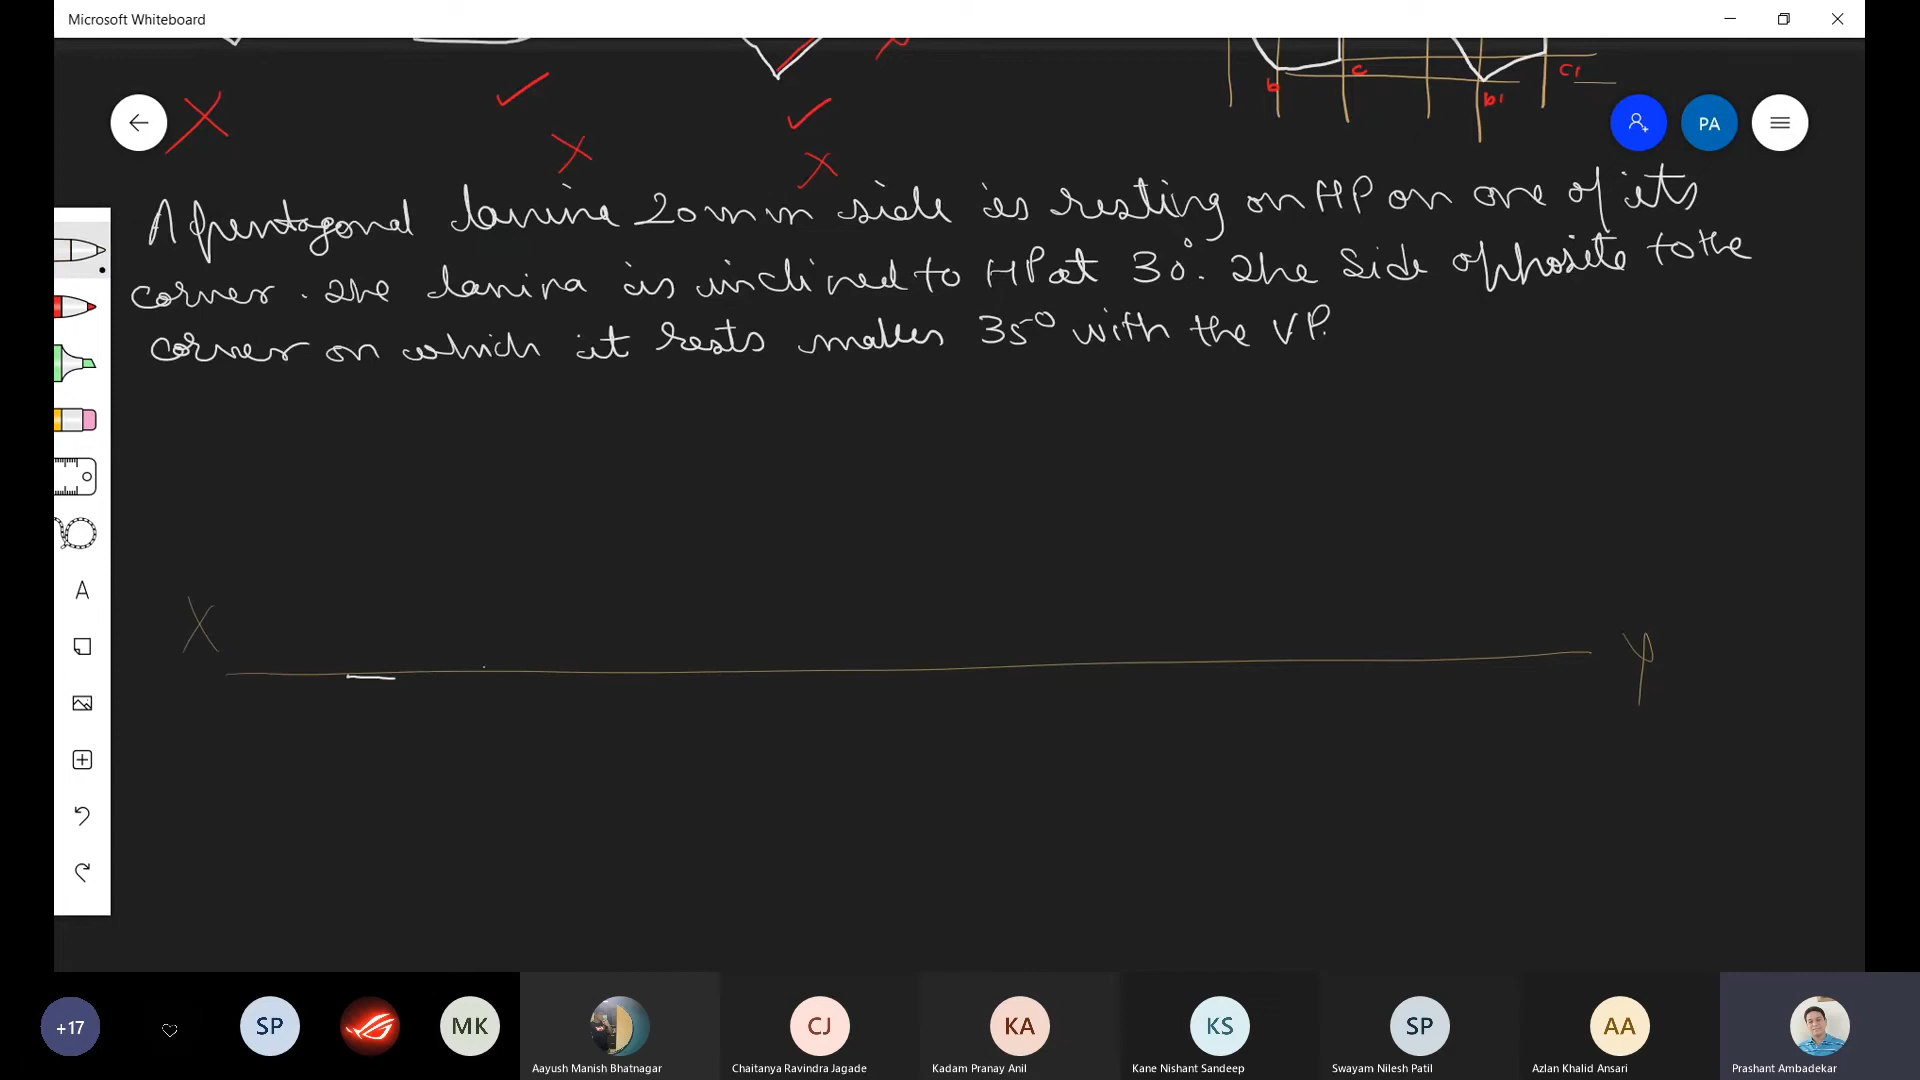 Microsoft Whiteboard
b c b1 c1
PA
A pentagonal lamina 20mm side is resting on HP on one of its
corner. The lamina is inclined to HP at 30°. The Side opposite to the
corner on which it rests makes 35° with the VP.
A
X Y
+17 SP MK CJ KA KS SP AA
Aayush Manish Bhatnagar Chaitanya Ravindra Jagade Kadam Pranay Anil Kane Nishant Sandeep Swayam Nilesh Patil Azlan Khalid Ansari Prashant Ambadekar